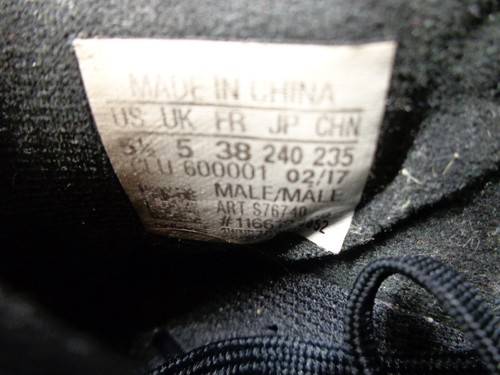 MADE IN CHINA
US UK FR JP CHN
5½ 5 38 240 235
CLU 600001 02/17
MALE/MALE
ART S76740